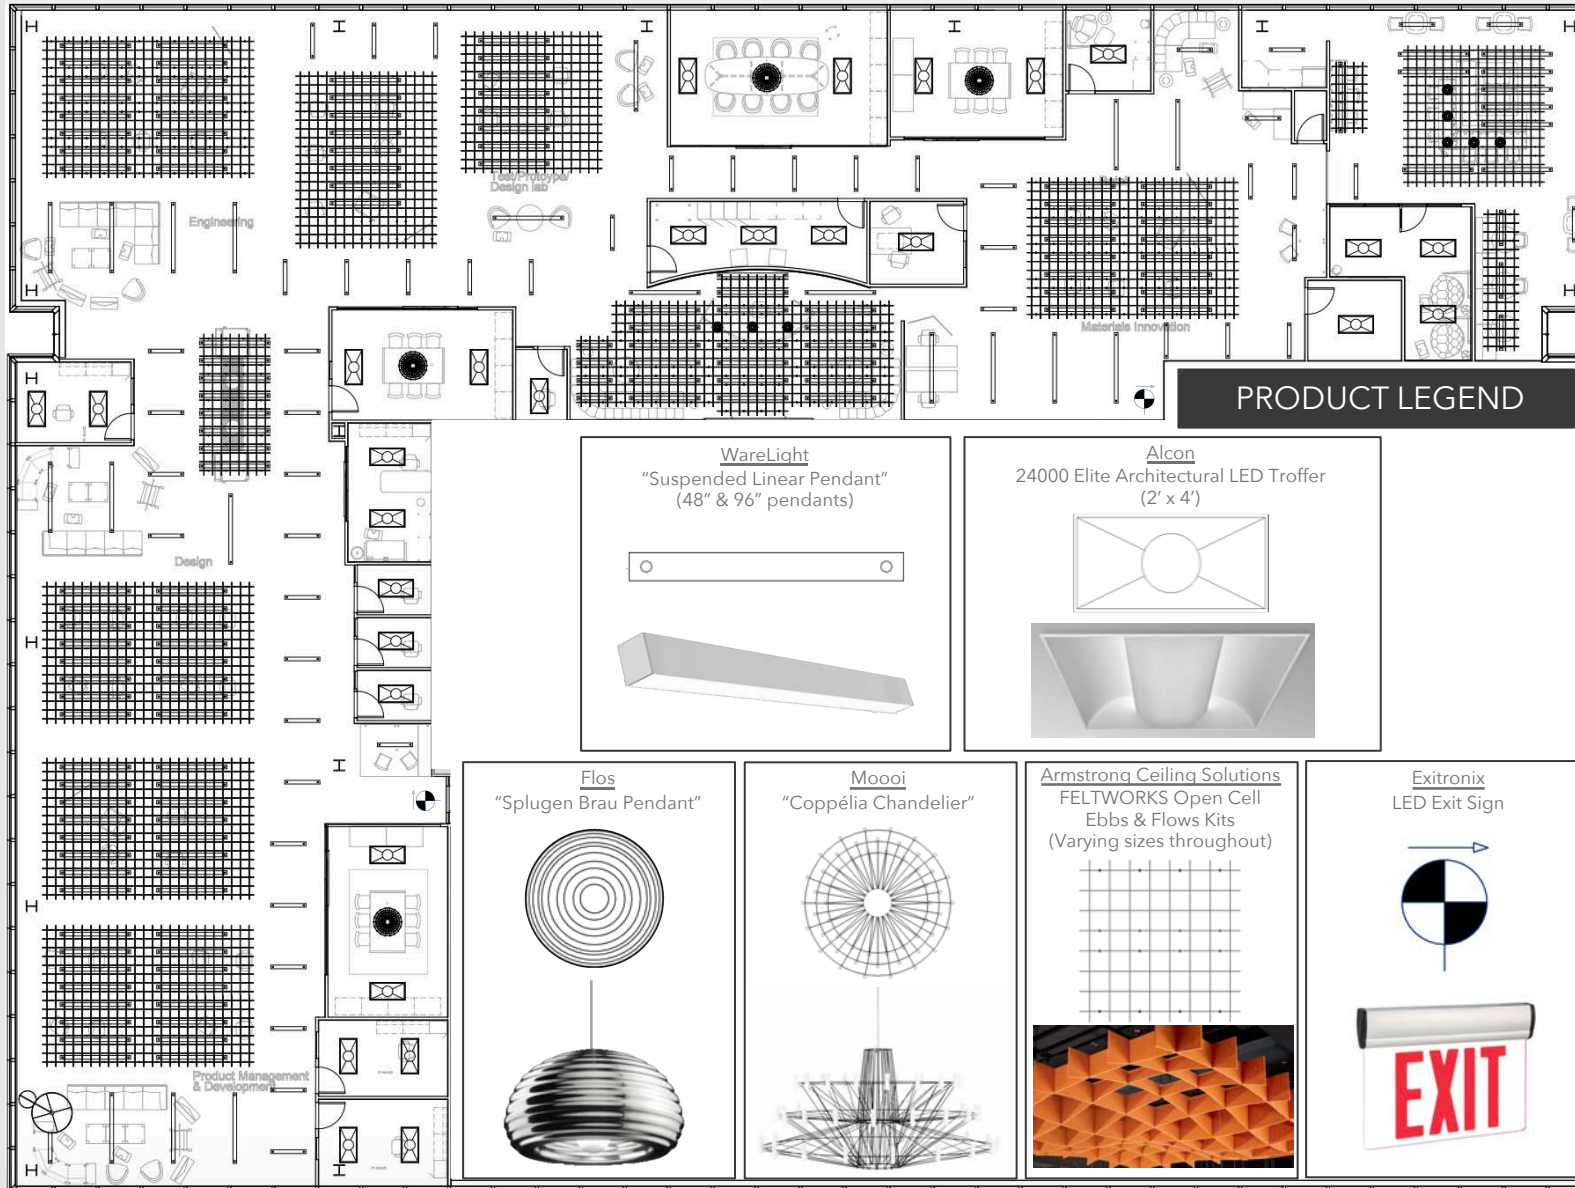 Test/Protoype/
Design lab
Engineering
Materials Innovation
PRODUCT LEGEND
WareLight
"Suspended Linear Pendant"
(48" & 96" pendants)
Alcon
24000 Elite Architectural LED Troffer
(2' x 4')
Design
Flos
"Splugen Brau Pendant"
Moooi
"Coppélia Chandelier"
Armstrong Ceiling Solutions
FELTWORKS Open Cell
Ebbs & Flows Kits
(Varying sizes throughout)
Exitronix
LED Exit Sign
EXIT
Product Management
& Development